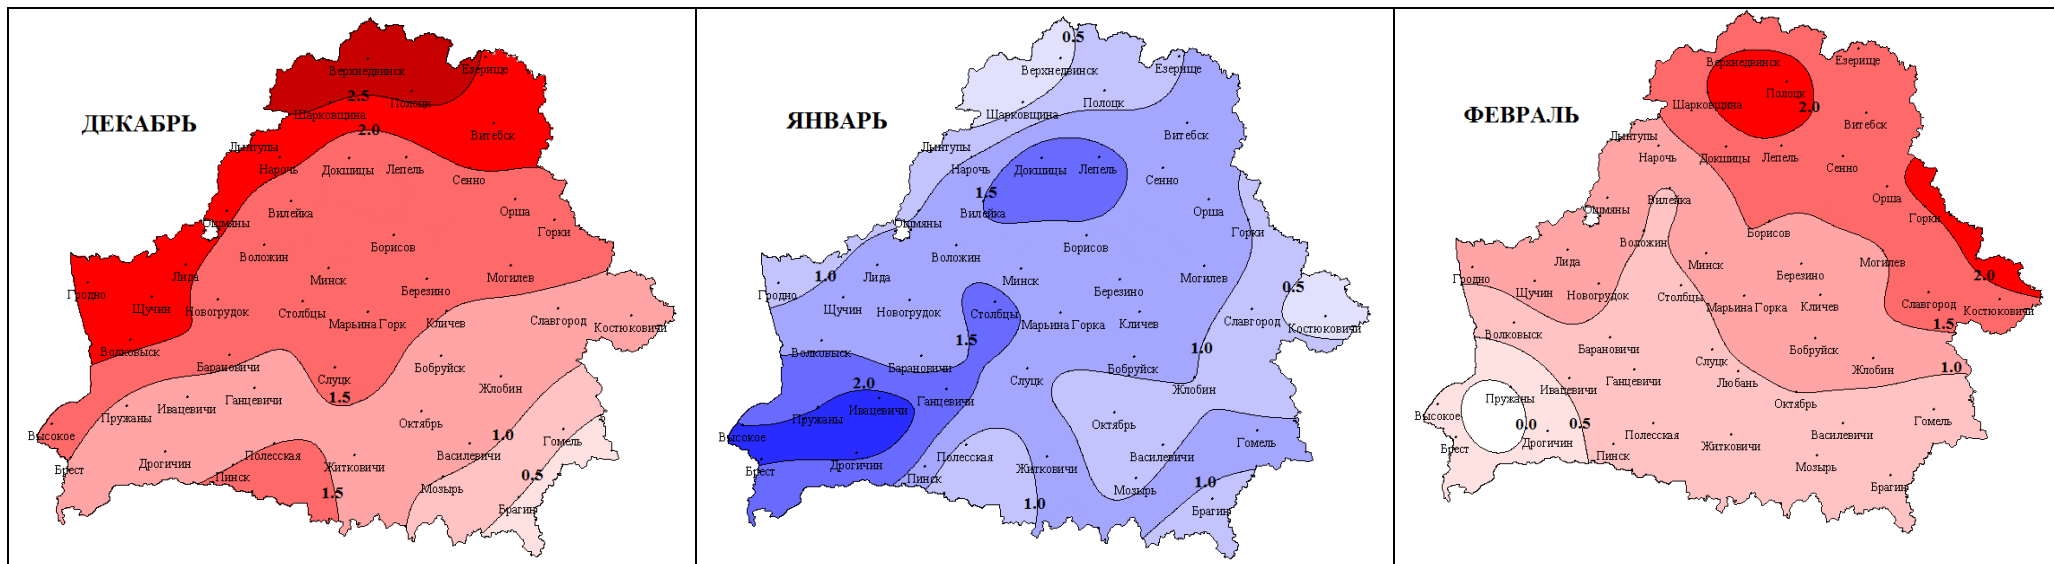 ДЕКАБРЬ
Верхнедвинск
Езерище
2.5
Полоцк
Шарковщина
2.0
Витебск
Лынтупы
Нарочь
Докшицы
Лепель
Сенно
Вилейка
Орша
Ошмяны
Горки
Борисов
Воложин
Лида
Минск
Могилев
Гродно
Березино
Щучин
Новогрудок
Столбцы
Марьина Горк
Кличев
Славгород
Костюковичи
Волковыск
Барановичи
Бобруйск
Слуцк
Жлобин
1.5
Ганцевичи
Ивацевичи
Пружаны
Октябрь
Высокое
1.0
Гомель
Полесская
Василевичи
Дрогичин
Житковичи
Брест
Пинск
0.5
1.5
Мозырь
Брагин
ЯНВАРЬ
0.5
Верхнедвинск
Езерище
Полоцк
Шарковщина
Витебск
Лынтупы
Нарочь
Докшицы
Лепель
Сенно
1.5
Вилейка
Орша
Ошмяны
Горки
Борисов
Воложин
1.0
Лида
Минск
Могилев
Гродно
Березино
0.5
Щучин
Новогрудок
Столбцы
Марьина Горка
Кличев
Славгород
Костюковичи
1.5
Волковыск
1.0
Барановичи
Бобруйск
Слуцк
2.0
Жлобин
Ганцевичи
Ивацевичи
Пружаны
Октябрь
Высокое
Гомель
Полесская
Василевичи
Дрогичин
Житковичи
Брест
Пинск
1.0
Мозырь
1.0
Брагин
ФЕВРАЛЬ
Верхнедвинск
Езерище
Полоцк
Шарковщина
2.0
Витебск
Лынтупы
Нарочь
Докшицы
Лепель
Сенно
Вилейка
Орша
Ошмяны
Горки
Борисов
Воложин
Лида
Минск
Могилев
Гродно
Березино
2.0
Щучин
Новогрудок
Столбцы
Марьина Горка
Кличев
Славгород
Костюковичи
1.5
Волковыск
Барановичи
Бобруйск
Слуцк
1.0
Жлобин
Ганцевичи
Любань
Ивацевичи
Пружаны
Октябрь
Высокое
0.0
0.5
Гомель
Полесская
Василевичи
Дрогичин
Житковичи
Брест
Пинск
Мозырь
Брагин